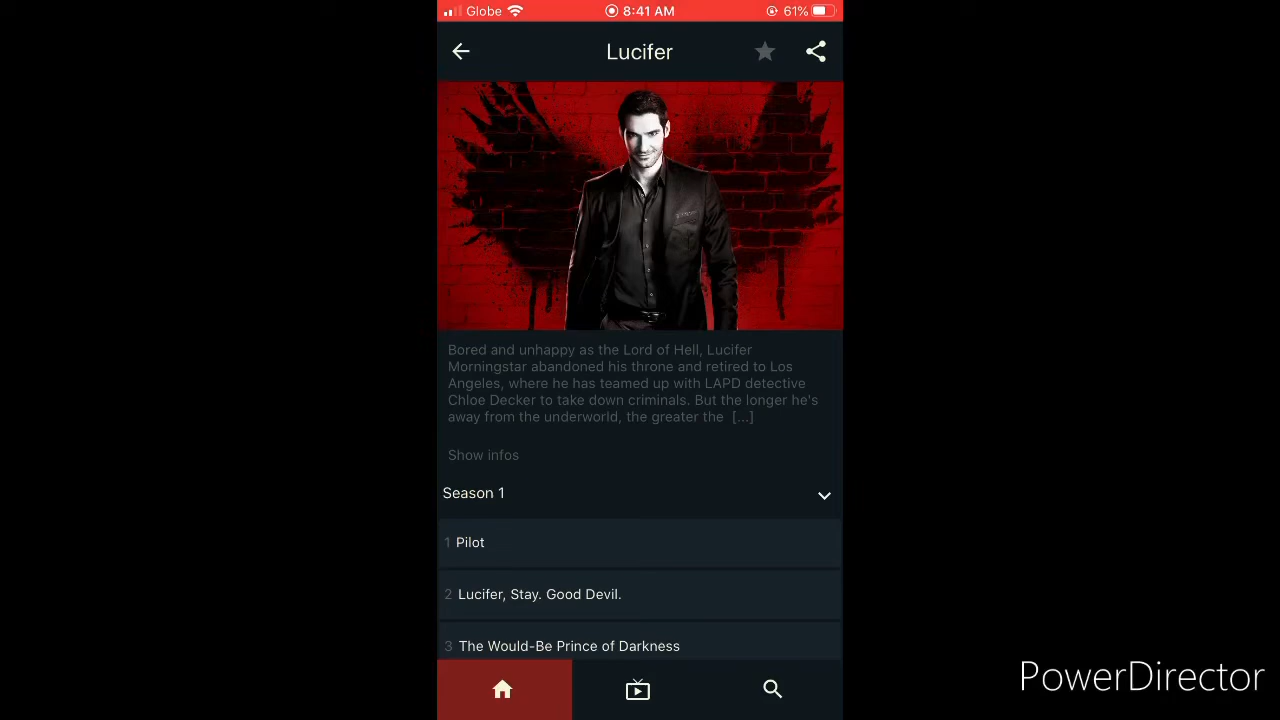 Globe 8:41 AM 61%
Lucifer
Bored and unhappy as the Lord of Hell, Lucifer
Morningstar abandoned his throne and retired to Los
Angeles, where he has teamed up with LAPD detective
Chloe Decker to take down criminals. But the longer he's
away from the underworld, the greater the [...]
Show infos
Season 1
1 Pilot
2 Lucifer, Stay. Good Devil.
3 The Would-Be Prince of Darkness
PowerDirector